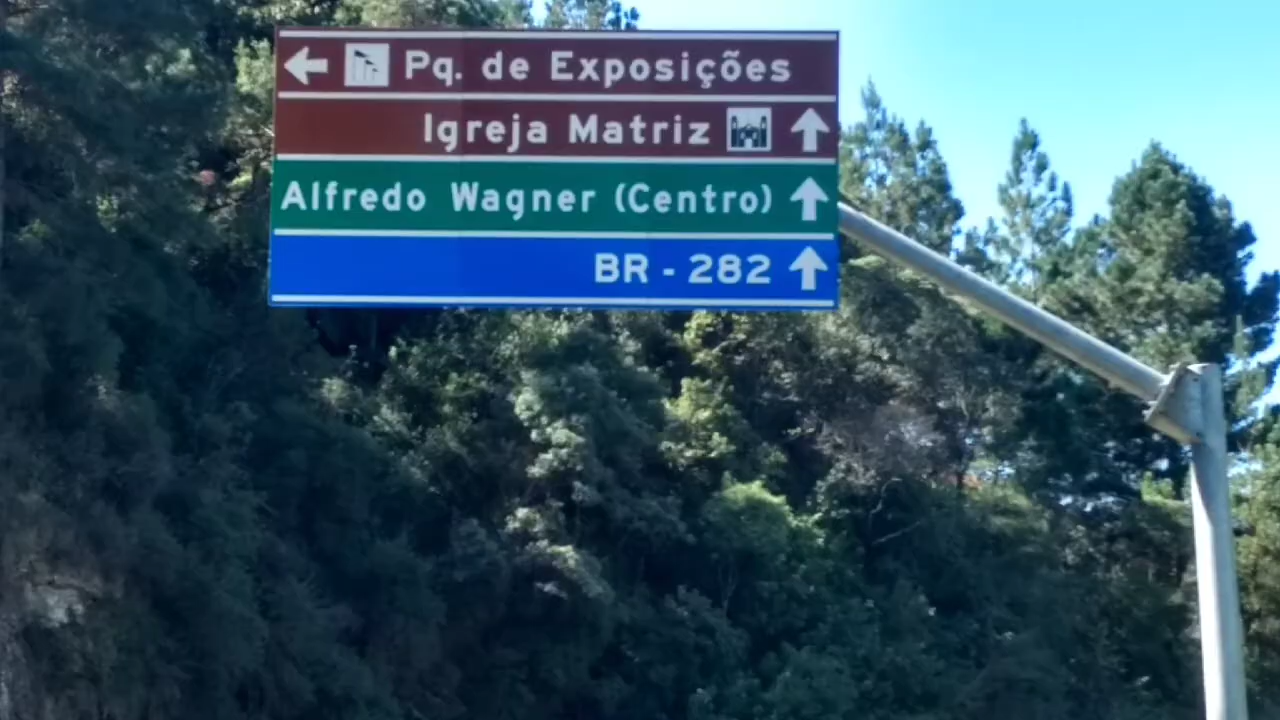 Pq. de Exposições
Igreja Matriz
Alfredo Wagner (Centro)
BR - 282